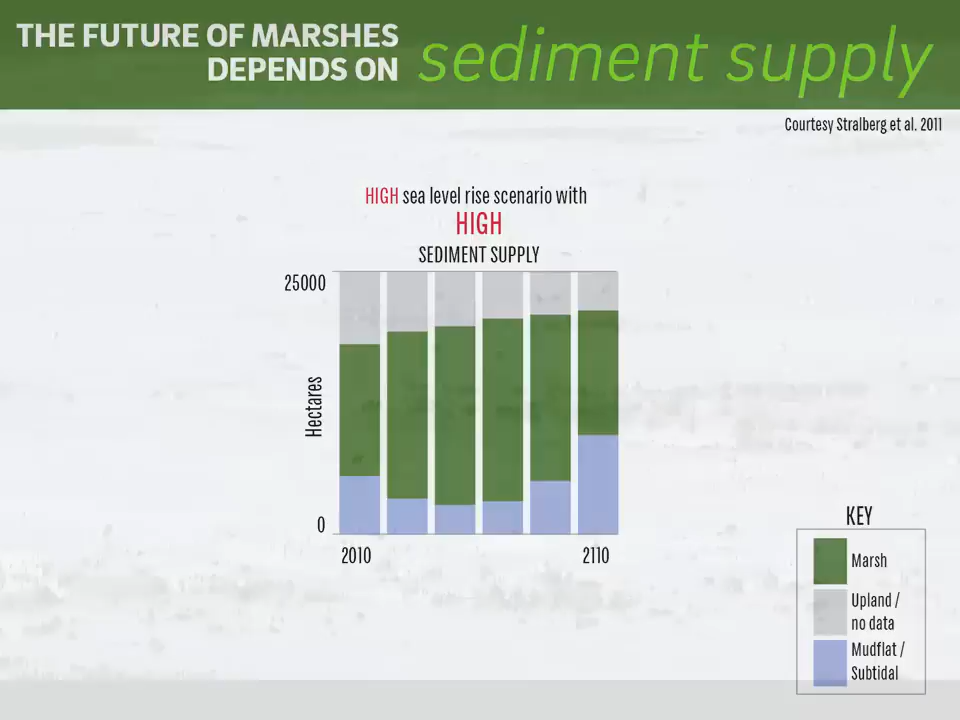 THE FUTURE OF MARSHES
DEPENDS ON
sediment supply
Courtesy Stralberg et al. 2011
HIGH sea level rise scenario with
HIGH
SEDIMENT SUPPLY
25000
Hectares
0
2010
2110
KEY
Marsh
Upland /
no data
Mudflat /
Subtidal